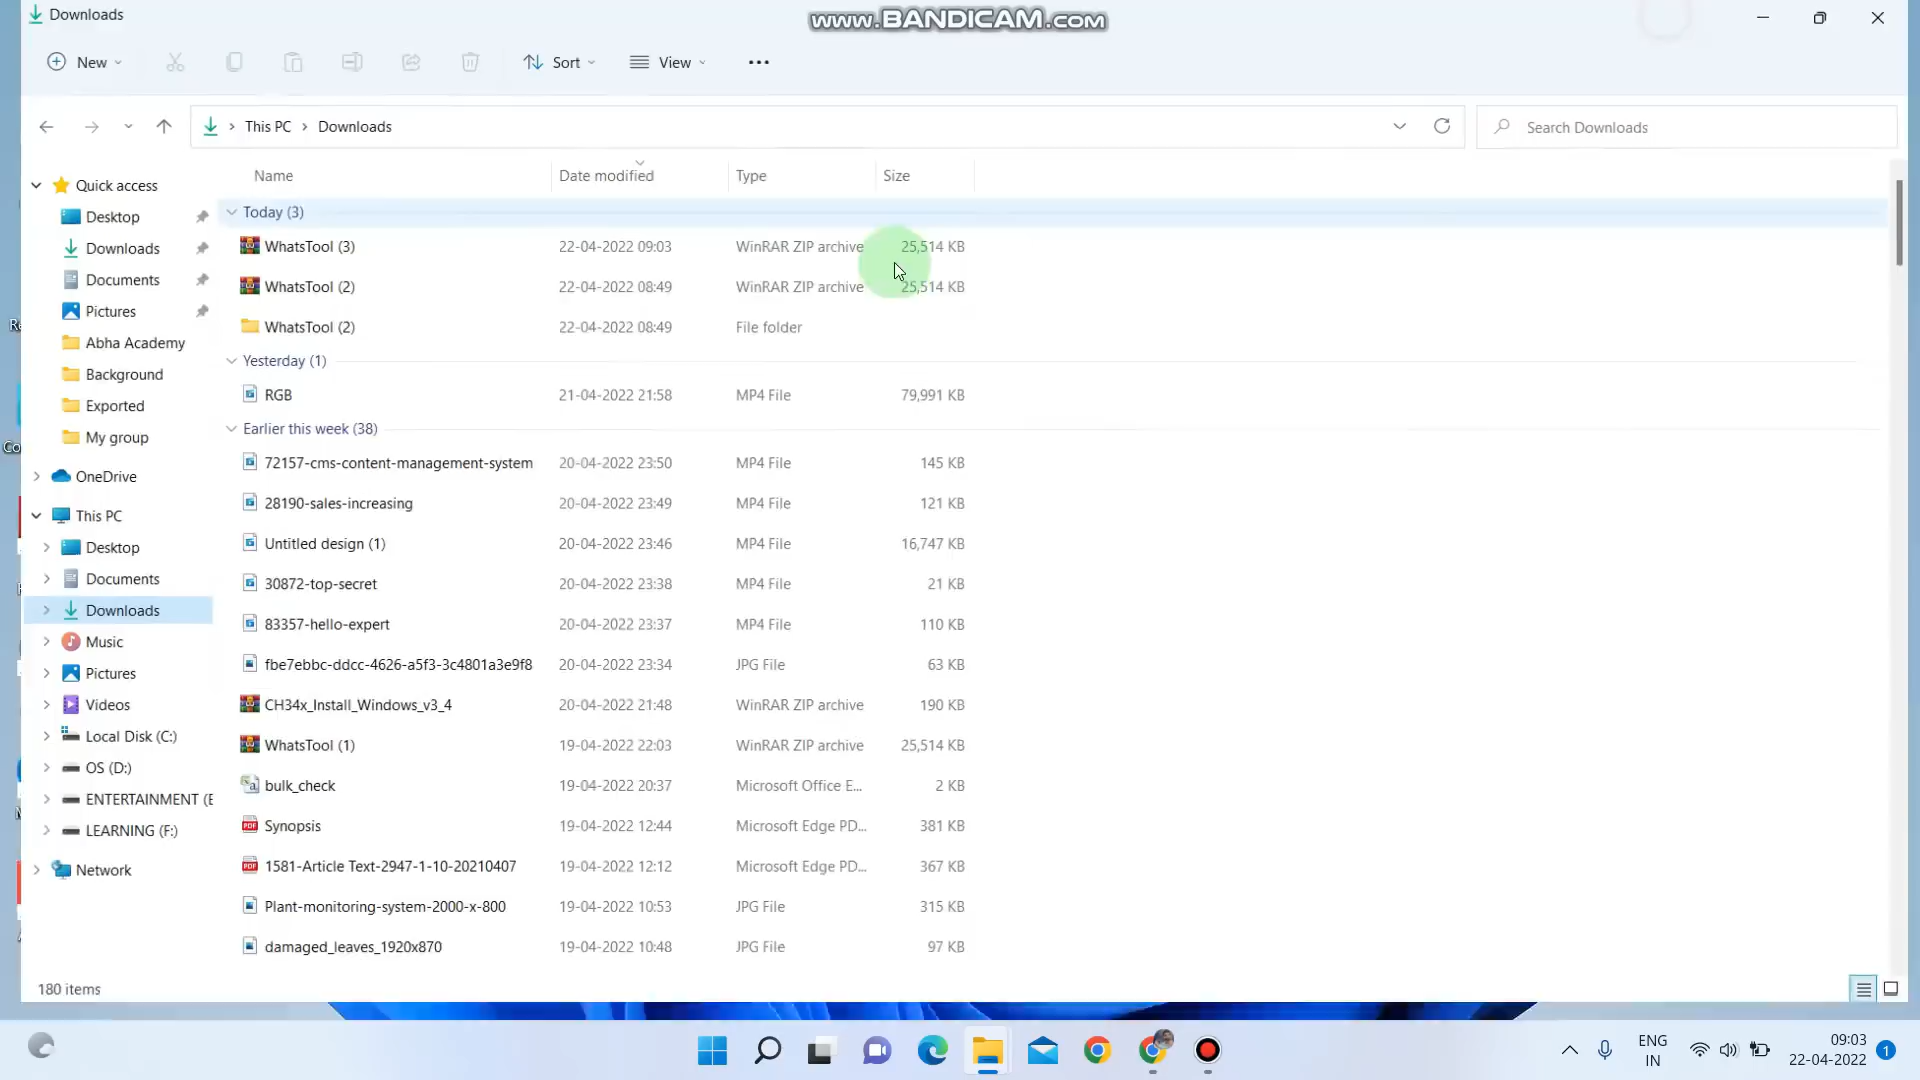 Downloads
www.BANDICAM.com
New
Sort
View
This PC
Downloads
Search Downloads
Name
Date modified
Type
Size
Quick access
Desktop
Downloads
Documents
Pictures
Abha Academy
Background
Exported
My group
OneDrive
This PC
Desktop
Documents
Downloads
Music
Pictures
Videos
Local Disk (C:)
OS (D:)
ENTERTAINMENT (E
LEARNING (F:)
Network
Today (3)
WhatsTool (3) 22-04-2022 09:03 WinRAR ZIP archive 25,514 KB
WhatsTool (2) 22-04-2022 08:49 WinRAR ZIP archive 25,514 KB
WhatsTool (2) 22-04-2022 08:49 File folder
Yesterday (1)
RGB 21-04-2022 21:58 MP4 File 79,991 KB
Earlier this week (38)
72157-cms-content-management-system 20-04-2022 23:50 MP4 File 145 KB
28190-sales-increasing 20-04-2022 23:49 MP4 File 121 KB
Untitled design (1) 20-04-2022 23:46 MP4 File 16,747 KB
30872-top-secret 20-04-2022 23:38 MP4 File 21 KB
83357-hello-expert 20-04-2022 23:37 MP4 File 110 KB
fbe7ebbc-ddcc-4626-a5f3-3c4801a3e9f8 20-04-2022 23:34 JPG File 63 KB
CH34x_Install_Windows_v3_4 20-04-2022 21:48 WinRAR ZIP archive 190 KB
WhatsTool (1) 19-04-2022 22:03 WinRAR ZIP archive 25,514 KB
bulk_check 19-04-2022 20:37 Microsoft Office E... 2 KB
Synopsis 19-04-2022 12:44 Microsoft Edge PD... 381 KB
1581-Article Text-2947-1-10-20210407 19-04-2022 12:12 Microsoft Edge PD... 367 KB
Plant-monitoring-system-2000-x-800 19-04-2022 10:53 JPG File 315 KB
damaged_leaves_1920x870 19-04-2022 10:48 JPG File 97 KB
180 items
ENG
IN
09:03
22-04-2022
1